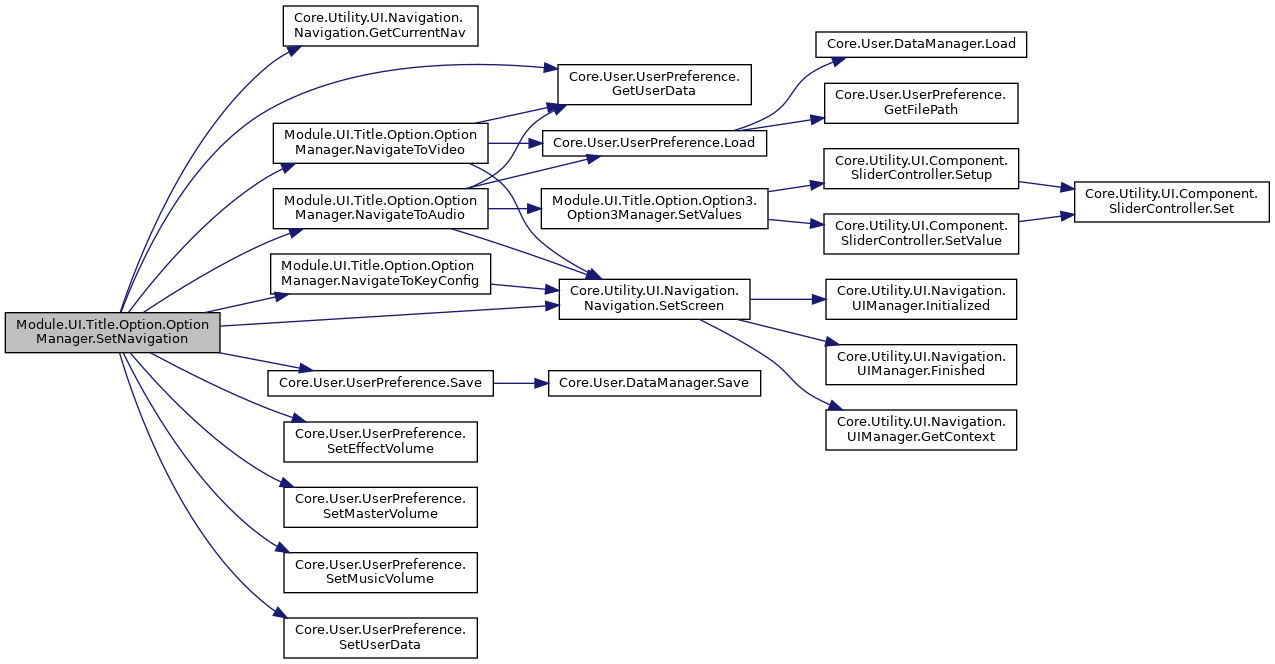 Module.UI.Title.Option.Option
Manager.SetNavigation
Core.Utility.UI.Navigation.
Navigation.GetCurrentNav
Core.User.UserPreference.
GetUserData
Module.UI.Title.Option.Option
Manager.NavigateToVideo
Core.User.UserPreference.Load
Core.User.DataManager.Load
Core.User.UserPreference.
GetFilePath
Module.UI.Title.Option.Option
Manager.NavigateToAudio
Module.UI.Title.Option.Option3.
Option3Manager.SetValues
Core.Utility.UI.Component.
SliderController.Setup
Core.Utility.UI.Component.
SliderController.SetValue
Core.Utility.UI.Component.
SliderController.Set
Module.UI.Title.Option.Option
Manager.NavigateToKeyConfig
Core.Utility.UI.Navigation.
Navigation.SetScreen
Core.Utility.UI.Navigation.
UIManager.Initialized
Core.Utility.UI.Navigation.
UIManager.Finished
Core.Utility.UI.Navigation.
UIManager.GetContext
Core.User.UserPreference.Save
Core.User.DataManager.Save
Core.User.UserPreference.
SetEffectVolume
Core.User.UserPreference.
SetMasterVolume
Core.User.UserPreference.
SetMusicVolume
Core.User.UserPreference.
SetUserData